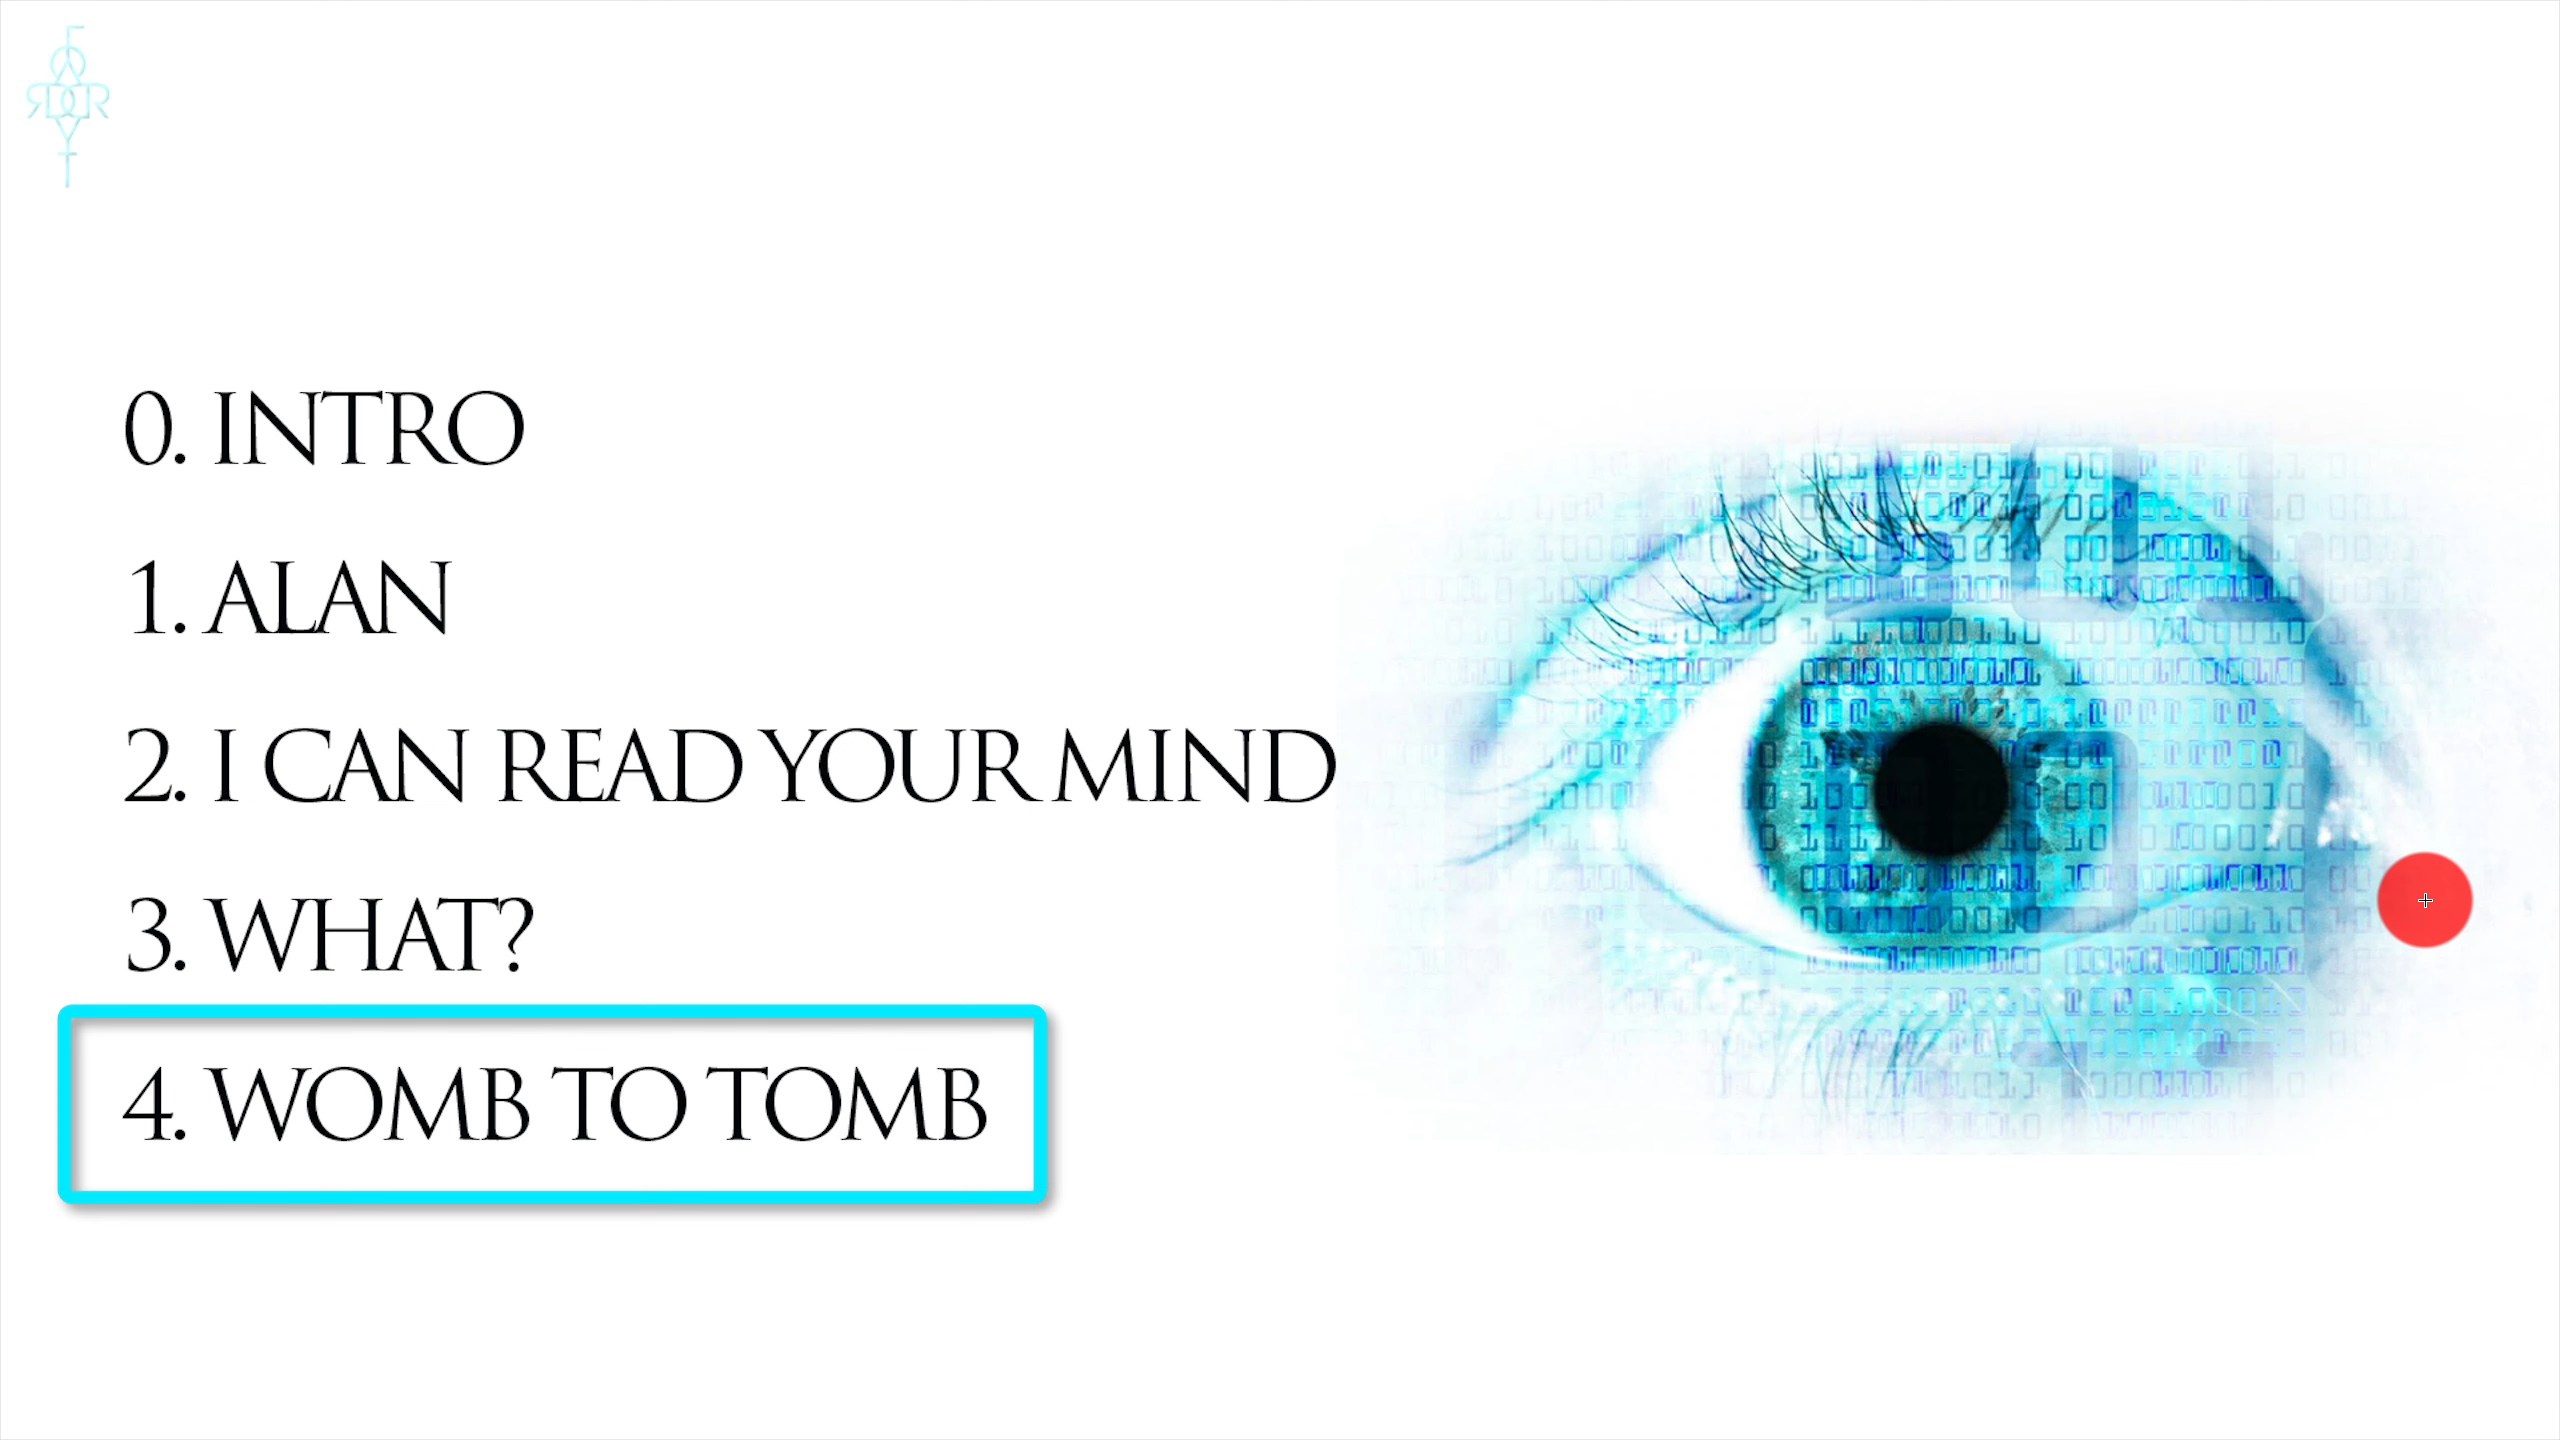 0. INTRO
1. ALAN
2. I CAN READ YOUR MIND
3. WHAT?
4. WOMB TO TOMB